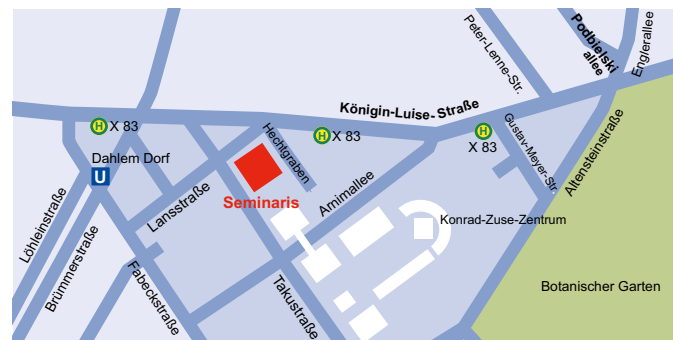 Peter-Lenne-Str.
Podbielski
allee
Englerallee
Königin-Luise-Straße
H X 83
H X 83
H
X 83
Hechtgraben
Gustav-Meyer-Str.
Altensteinstraße
Dahlem Dorf
U
Lansstraße
Seminaris
Arnimallee
Konrad-Zuse-Zentrum
Löhleinstraße
Brümmerstraße
Fabeckstraße
Takustraße
Botanischer Garten